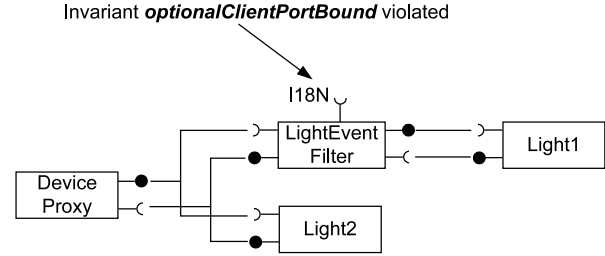 Invariant optionalClientPortBound violated
I18N
LightEvent
Filter
Light1
Device
Proxy
Light2